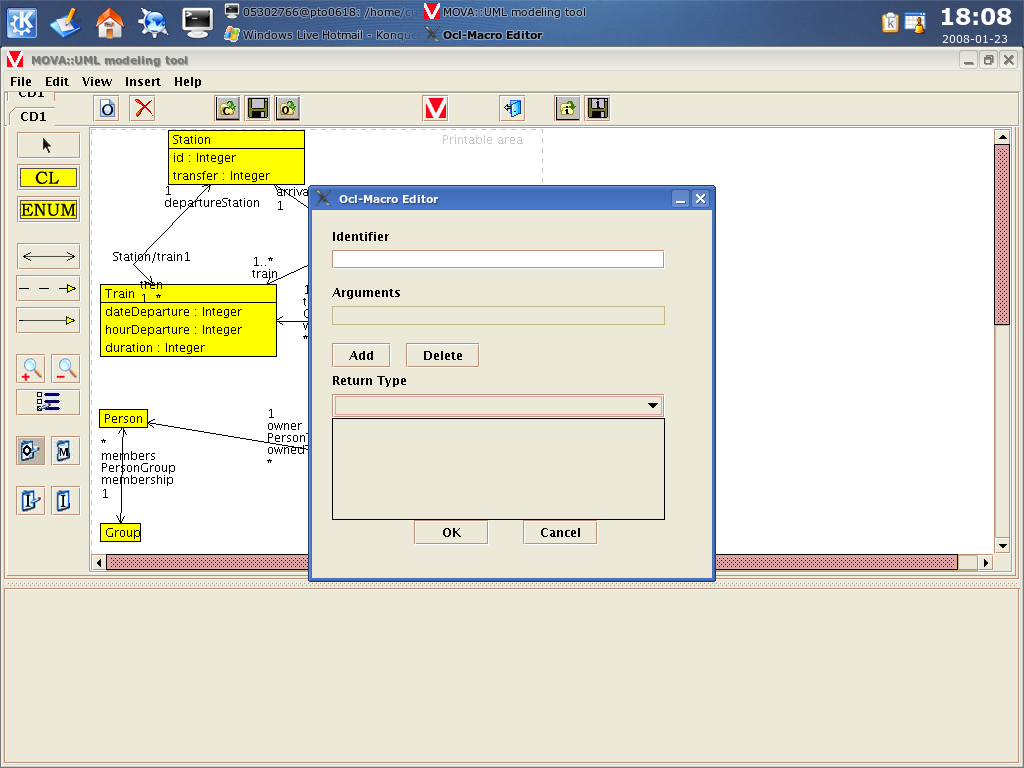 05302766@pto0618: /home/c
MOVA::UML modeling tool
18:08
Windows Live Hotmail - Konqu
Ocl-Macro Editor
2008-01-23
MOVA::UML modeling tool
File Edit View Insert Help
CD1
CD1
Printable area
Station
id : Integer
transfer : Integer
CL
ENUM
1
departureStation
arriva
1
Station/train1
1..*
train
tren
1 *
Train
dateDeparture : Integer
hourDeparture : Integer
duration : Integer
Person
1
owner
PersonT
owned
*
*
members
PersonGroup
membership
1
Group
Ocl-Macro Editor
Identifier
Arguments
Add Delete
Return Type
OK Cancel